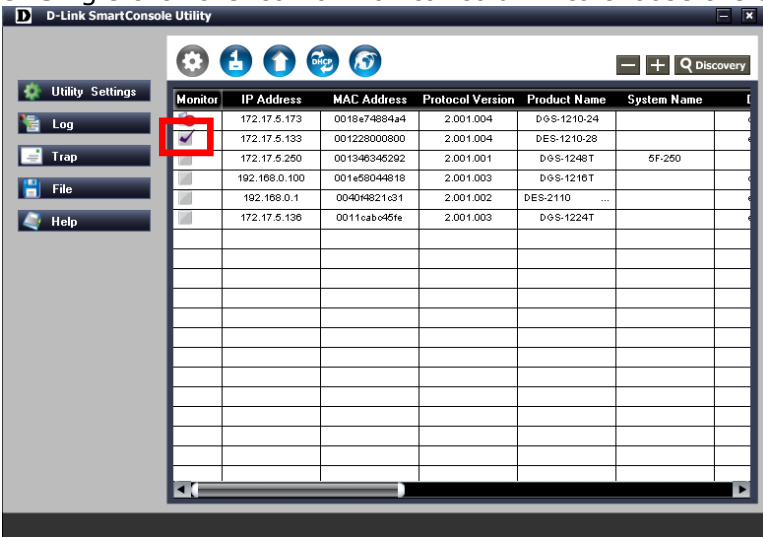 D D-Link SmartConsole Utility
1 DHCP
Discovery
Utility Settings
Log
Trap
File
Help
Monitor IP Address MAC Address Protocol Version Product Name System Name
172.17.5.173 0018e74884a4 2.001.004 DGS-1210-24
172.17.5.133 001228000800 2.001.004 DES-1210-28
172.17.5.250 001346345292 2.001.001 DGS-1248T 5F-250
192.168.0.100 001e58044818 2.001.003 DGS-1216T
192.168.0.1 0040f4821c31 2.001.002 DES-2110 ...
172.17.5.136 0011cabc45fe 2.001.003 DGS-1224T